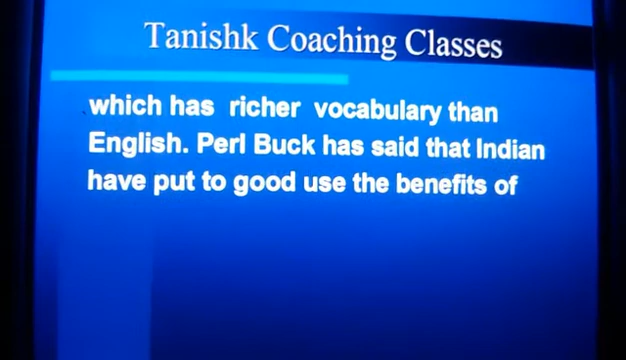 Tanishk Coaching Classes
which has richer vocabulary than
English. Perl Buck has said that Indian
have put to good use the benefits of